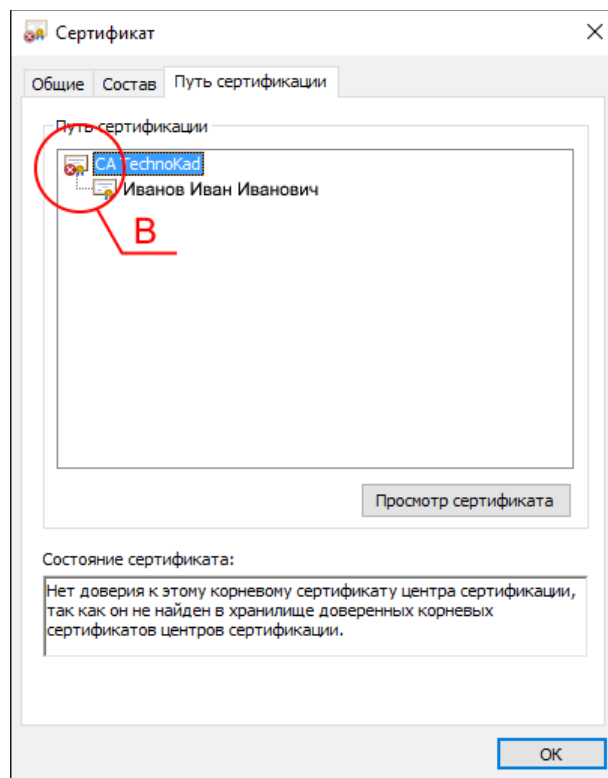 Сертификат
Общие Состав Путь сертификации
Путь сертификации
CA TechnoKad
Иванов Иван Иванович
В
Просмотр сертификата
Состояние сертификата:
Нет доверия к этому корневому сертификату центра сертификации,
так как он не найден в хранилище доверенных корневых
сертификатов центров сертификации.
ОК